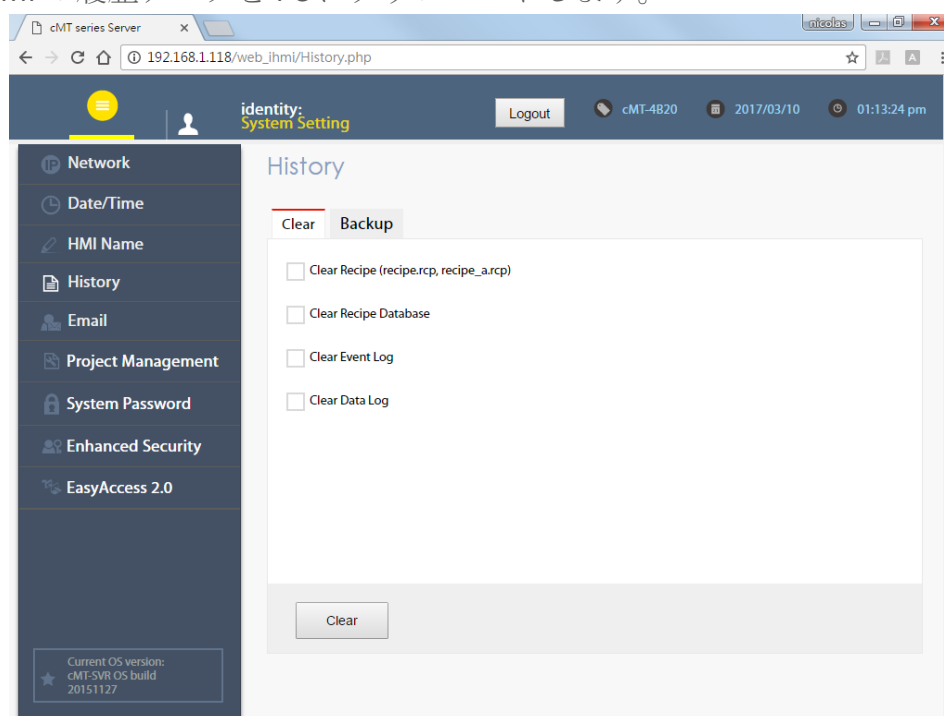 cMT series Server
nicolas
192.168.1.118/web_ihmi/History.php
identity:
System Setting
Logout
cMT-4B20
2017/03/10
01:13:24 pm
Network
Date/Time
HMI Name
History
Email
Project Management
System Password
Enhanced Security
EasyAccess 2.0
Current OS version:
cMT-SVR OS build
20151127
History
Clear Backup
Clear Recipe (recipe.rcp, recipe_a.rcp)
Clear Recipe Database
Clear Event Log
Clear Data Log
Clear